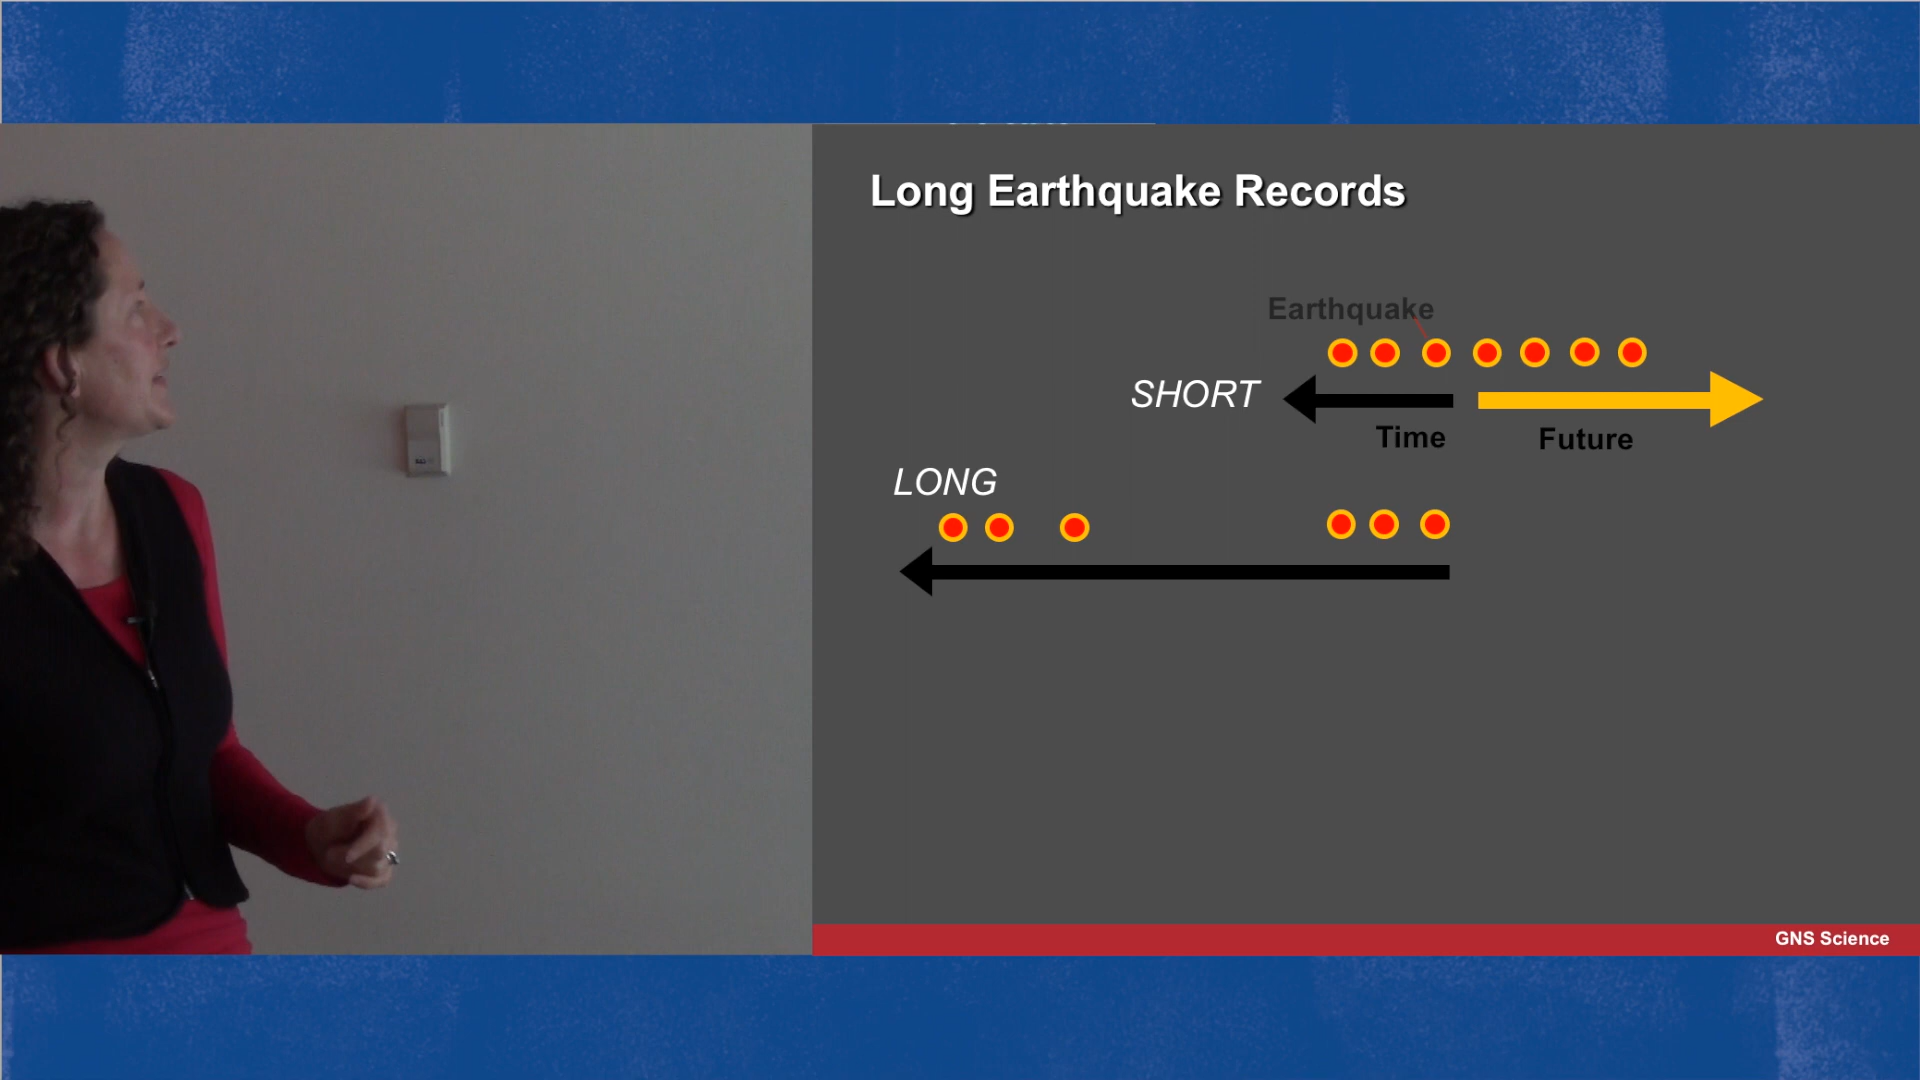 Long Earthquake Records
Earthquake
SHORT
Time
Future
LONG
GNS Science